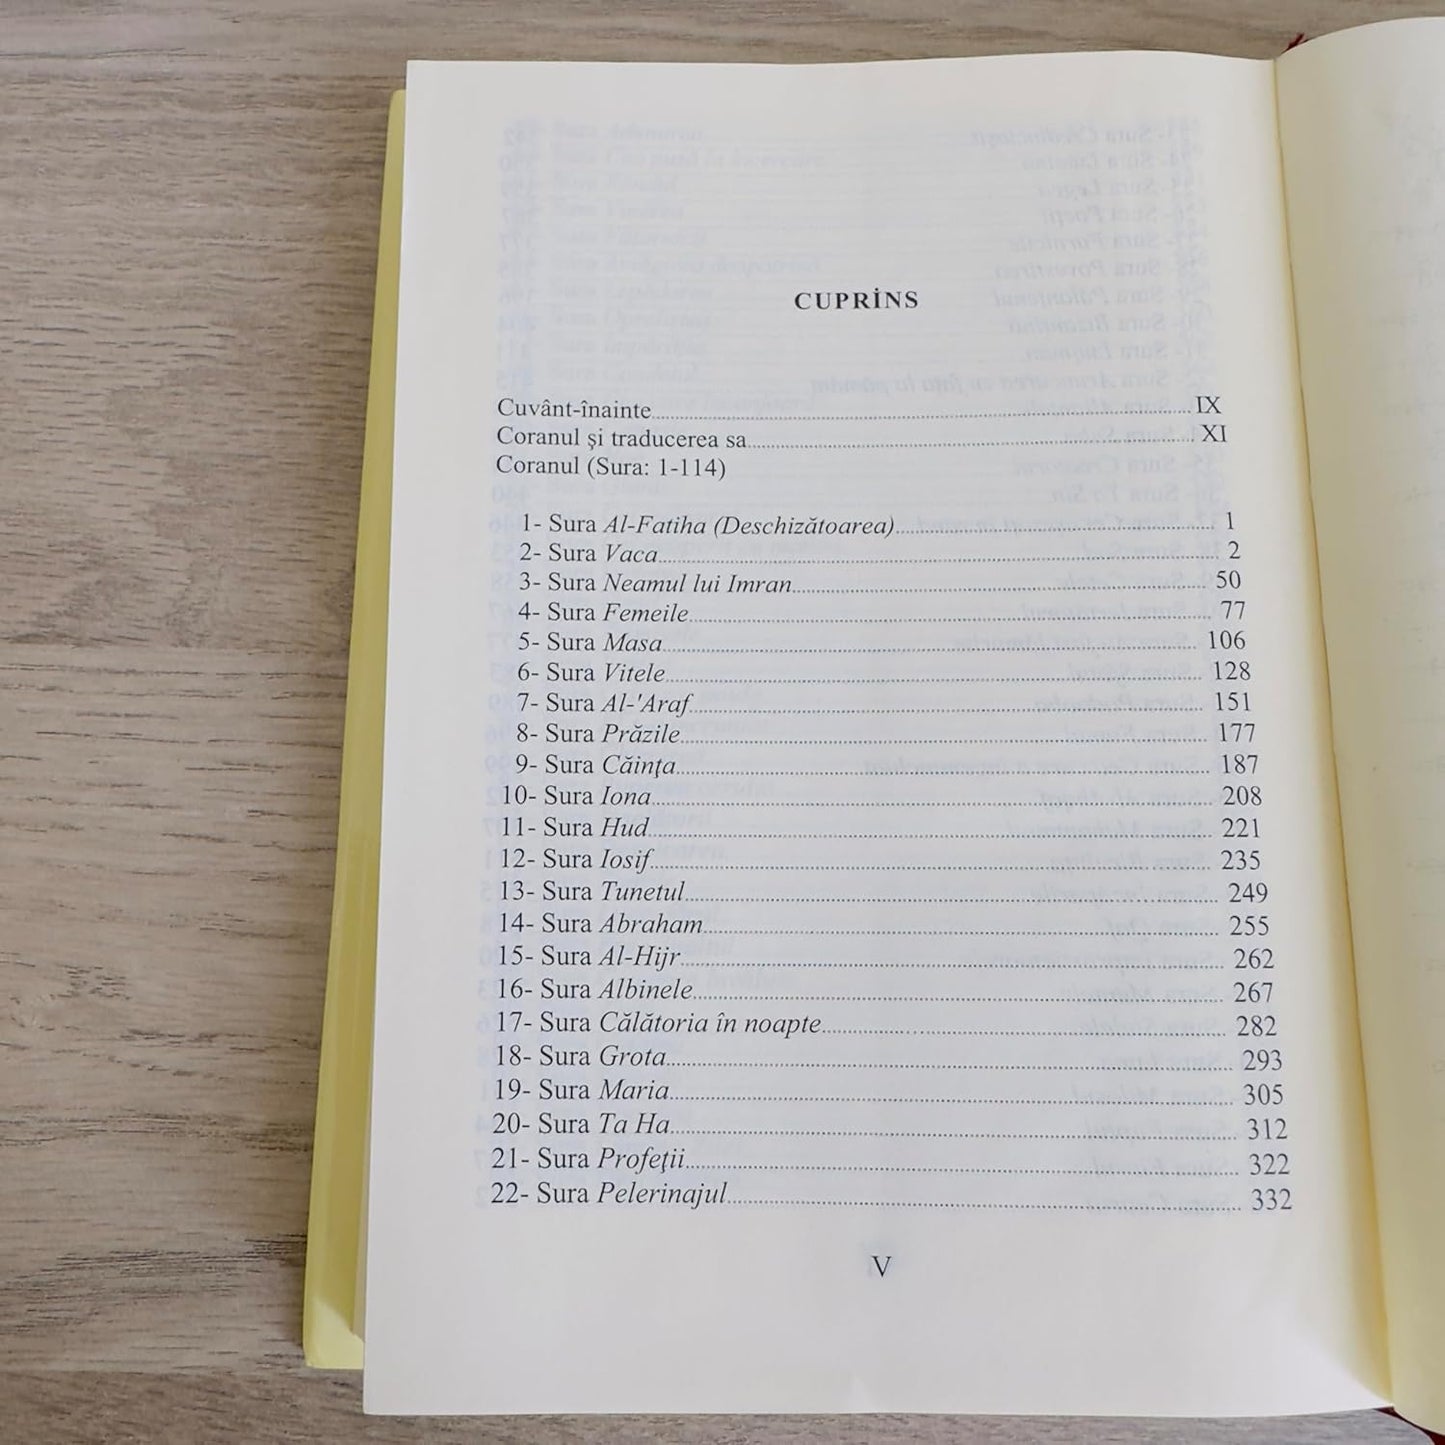 CUPRİNS
Cuvânt-înainte IX
Coranul şi traducerea sa XI
Coranul (Sura: 1-114)
1- Sura Al-Fatiha (Deschizătoarea) 1
2- Sura Vaca 2
3- Sura Neamul lui Imran 50
4- Sura Femeile 77
5- Sura Masa 106
6- Sura Vitele 128
7- Sura Al-'Araf 151
8- Sura Prăzile 177
9- Sura Căinţa 187
10- Sura Iona 208
11- Sura Hud 221
12- Sura Iosif 235
13- Sura Tunetul 249
14- Sura Abraham 255
15- Sura Al-Hijr 262
16- Sura Albinele 267
17- Sura Călătoria în noapte 282
18- Sura Grota 293
19- Sura Maria 305
20- Sura Ta Ha 312
21- Sura Profeţii 322
22- Sura Pelerinajul 332
V